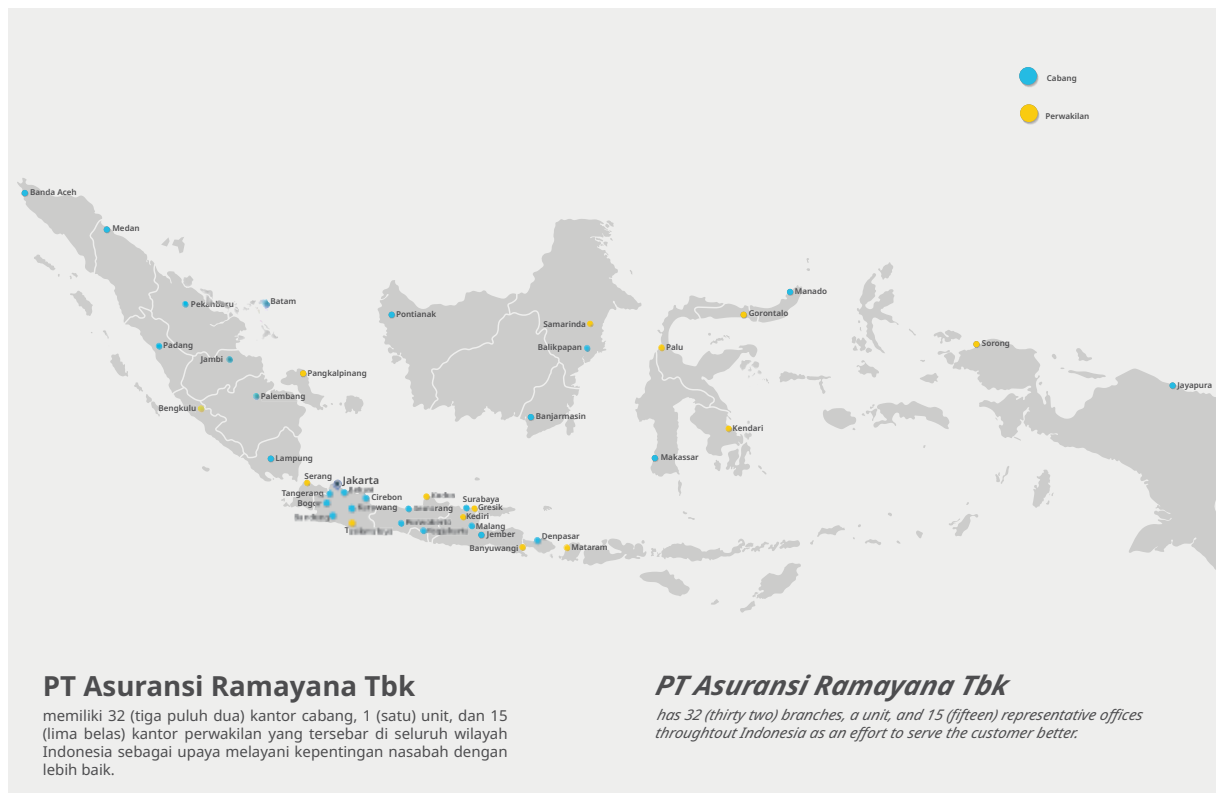 Cabang
Perwakilan
Banda Aceh
Medan
Pekanbaru
Batam
Manado
Pontianak
Gorontalo
Samarinda
Balikpapan
Padang
Palu
Sorong
Jambi
Pangkalpinang
Jayapura
Palembang
Bengkulu
Banjarmasin
Kendari
Lampung
Makassar
Serang
Jakarta
Tangerang
Cirebon
Surabaya
Bogor
Gresik
Kediri
Malang
Jember
Denpasar
Banyuwangi
Mataram
PT Asuransi Ramayana Tbk
memiliki 32 (tiga puluh dua) kantor cabang, 1 (satu) unit, dan 15
(lima belas) kantor perwakilan yang tersebar di seluruh wilayah
Indonesia sebagai upaya melayani kepentingan nasabah dengan
lebih baik.
PT Asuransi Ramayana Tbk
has 32 (thirty two) branches, a unit, and 15 (fifteen) representative offices
throughtout Indonesia as an effort to serve the customer better.